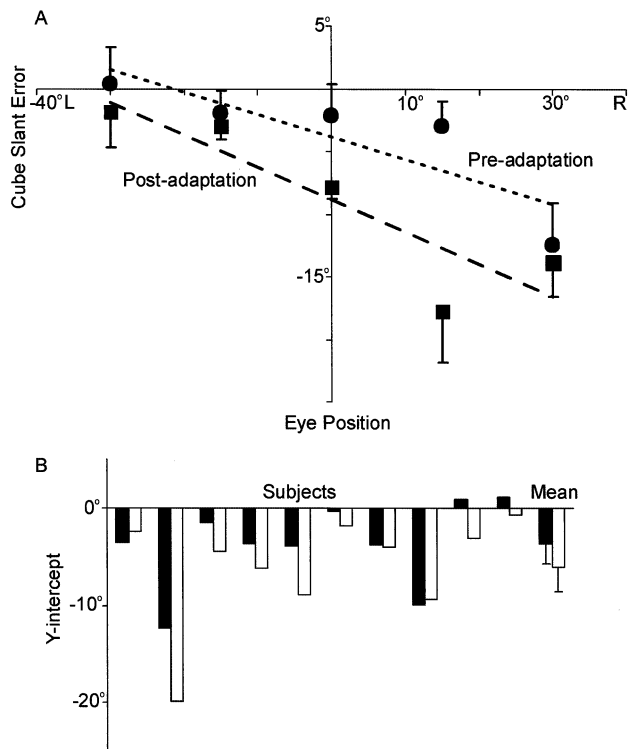 A
5°
-40° L
10°
30°
R
Cube Slant Error
Pre-adaptation
Post-adaptation
-15°
Eye Position
B
Subjects
Mean
0°
Y-intercept
-10°
-20°